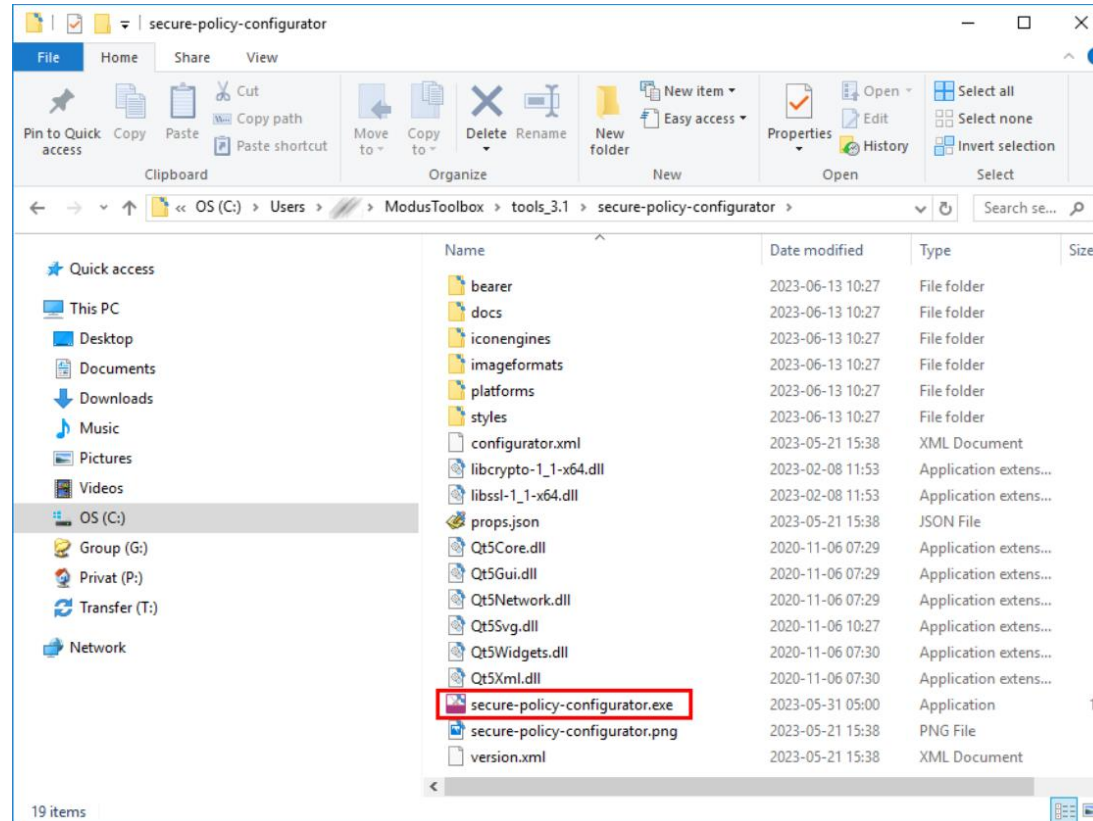 secure-policy-configurator
File Home Share View
Pin to Quick access
Copy
Paste
Cut
Copy path
Paste shortcut
Clipboard
Move to
Copy to
Delete
Rename
Organize
New folder
New item
Easy access
New
Properties
Open
Edit
History
Open
Select all
Select none
Invert selection
Select
« OS (C:) > Users > > ModusToolbox > tools_3.1 > secure-policy-configurator >
Search se...
Quick access
This PC
Desktop
Documents
Downloads
Music
Pictures
Videos
OS (C:)
Group (G:)
Privat (P:)
Transfer (T:)
Network
Name Date modified Type Size
bearer 2023-06-13 10:27 File folder
docs 2023-06-13 10:27 File folder
iconengines 2023-06-13 10:27 File folder
imageformats 2023-06-13 10:27 File folder
platforms 2023-06-13 10:27 File folder
styles 2023-06-13 10:27 File folder
configurator.xml 2023-05-21 15:38 XML Document
libcrypto-1_1-x64.dll 2023-02-08 11:53 Application extens...
libssl-1_1-x64.dll 2023-02-08 11:53 Application extens...
props.json 2023-05-21 15:38 JSON File
Qt5Core.dll 2020-11-06 07:29 Application extens...
Qt5Gui.dll 2020-11-06 07:29 Application extens...
Qt5Network.dll 2020-11-06 07:29 Application extens...
Qt5Svg.dll 2020-11-06 10:27 Application extens...
Qt5Widgets.dll 2020-11-06 07:30 Application extens...
Qt5Xml.dll 2020-11-06 07:30 Application extens...
secure-policy-configurator.exe 2023-05-31 05:00 Application 1
secure-policy-configurator.png 2023-05-21 15:38 PNG File
version.xml 2023-05-21 15:38 XML Document
19 items